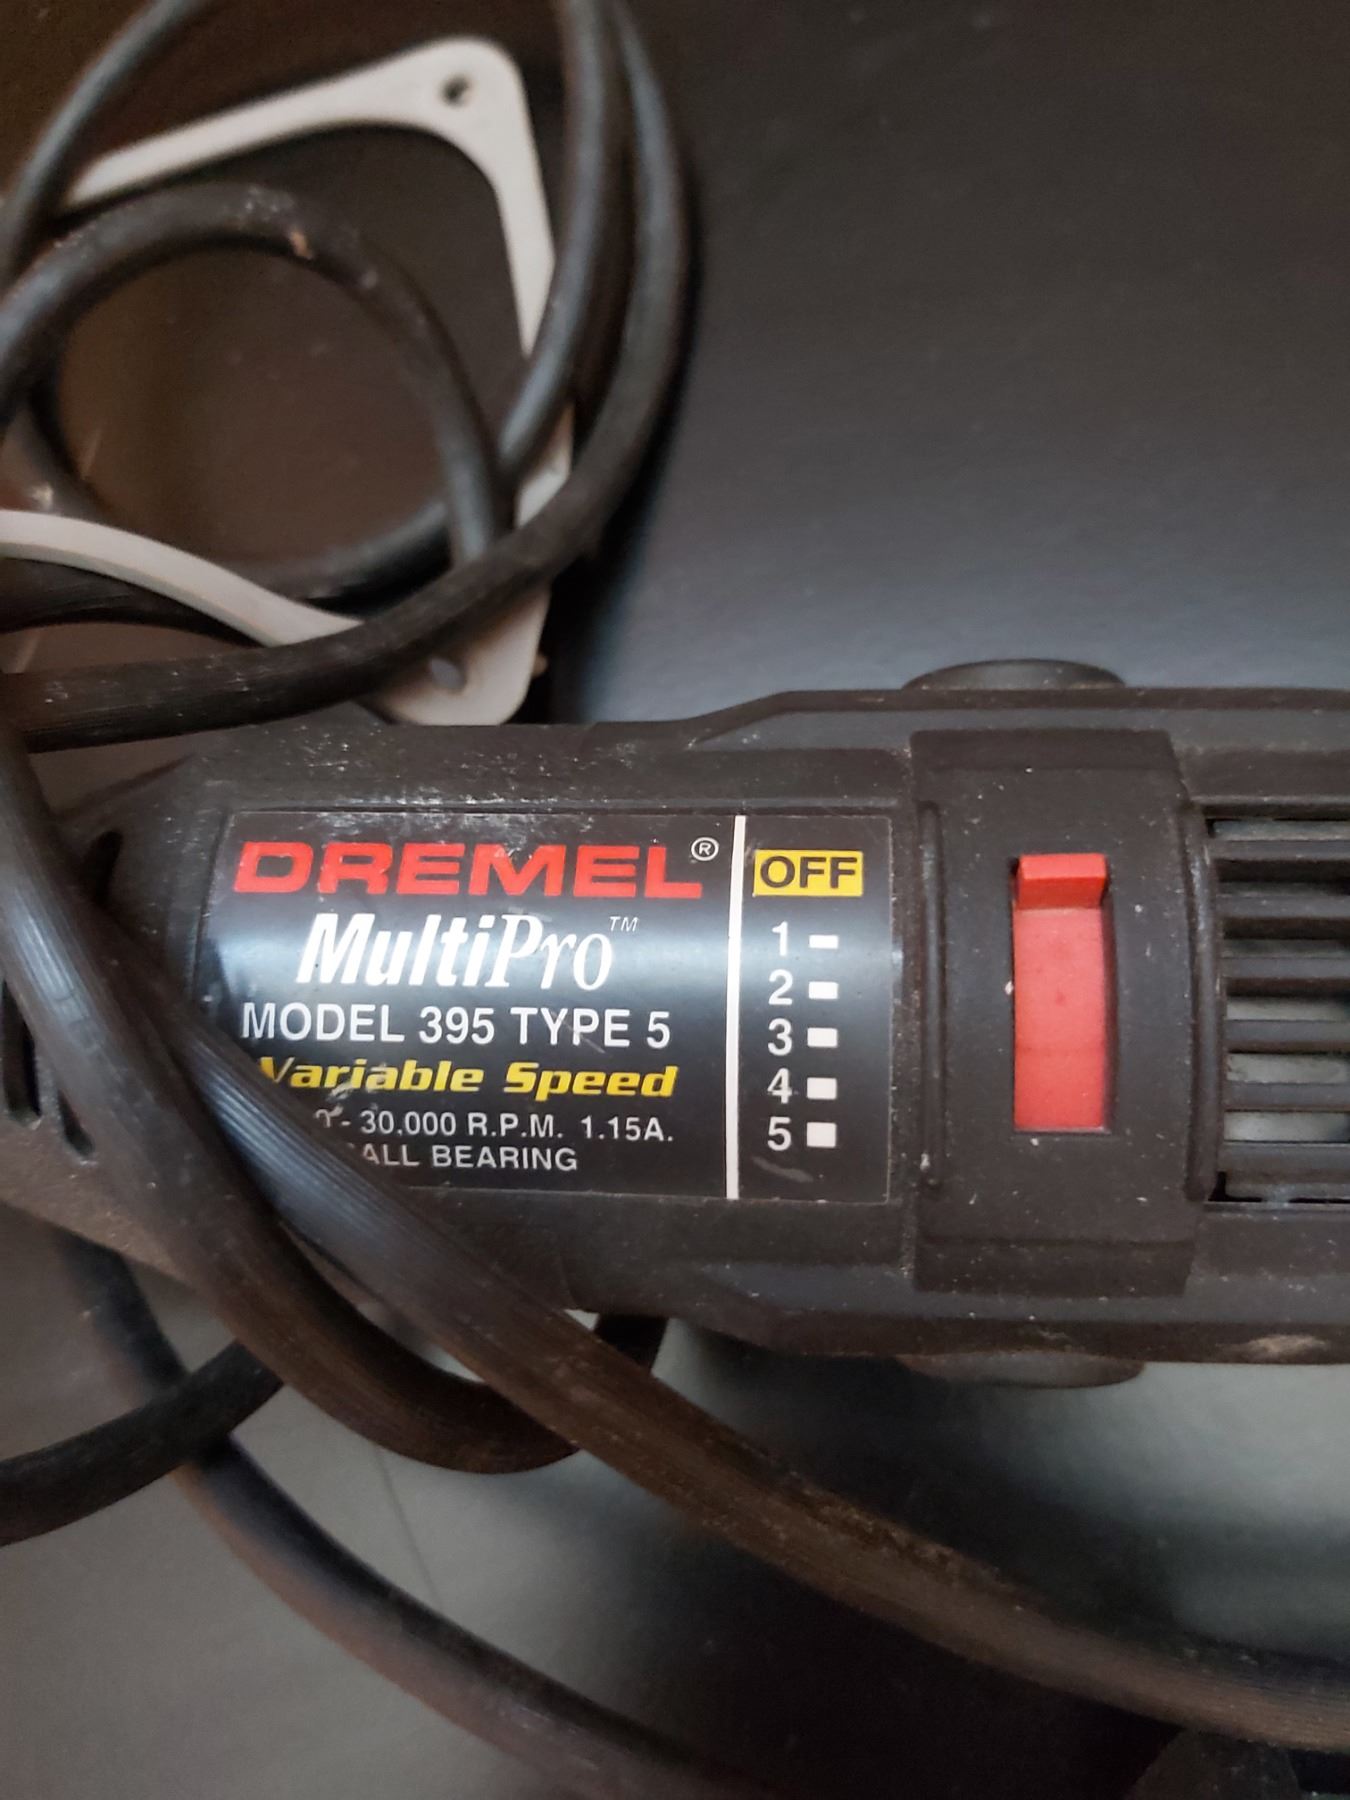 DREMEL®
MultiPro™
MODEL 395 TYPE 5
Variable Speed
- 30,000 R.P.M. 1.15A.
BEARING
OFF
1
2
3
4
5